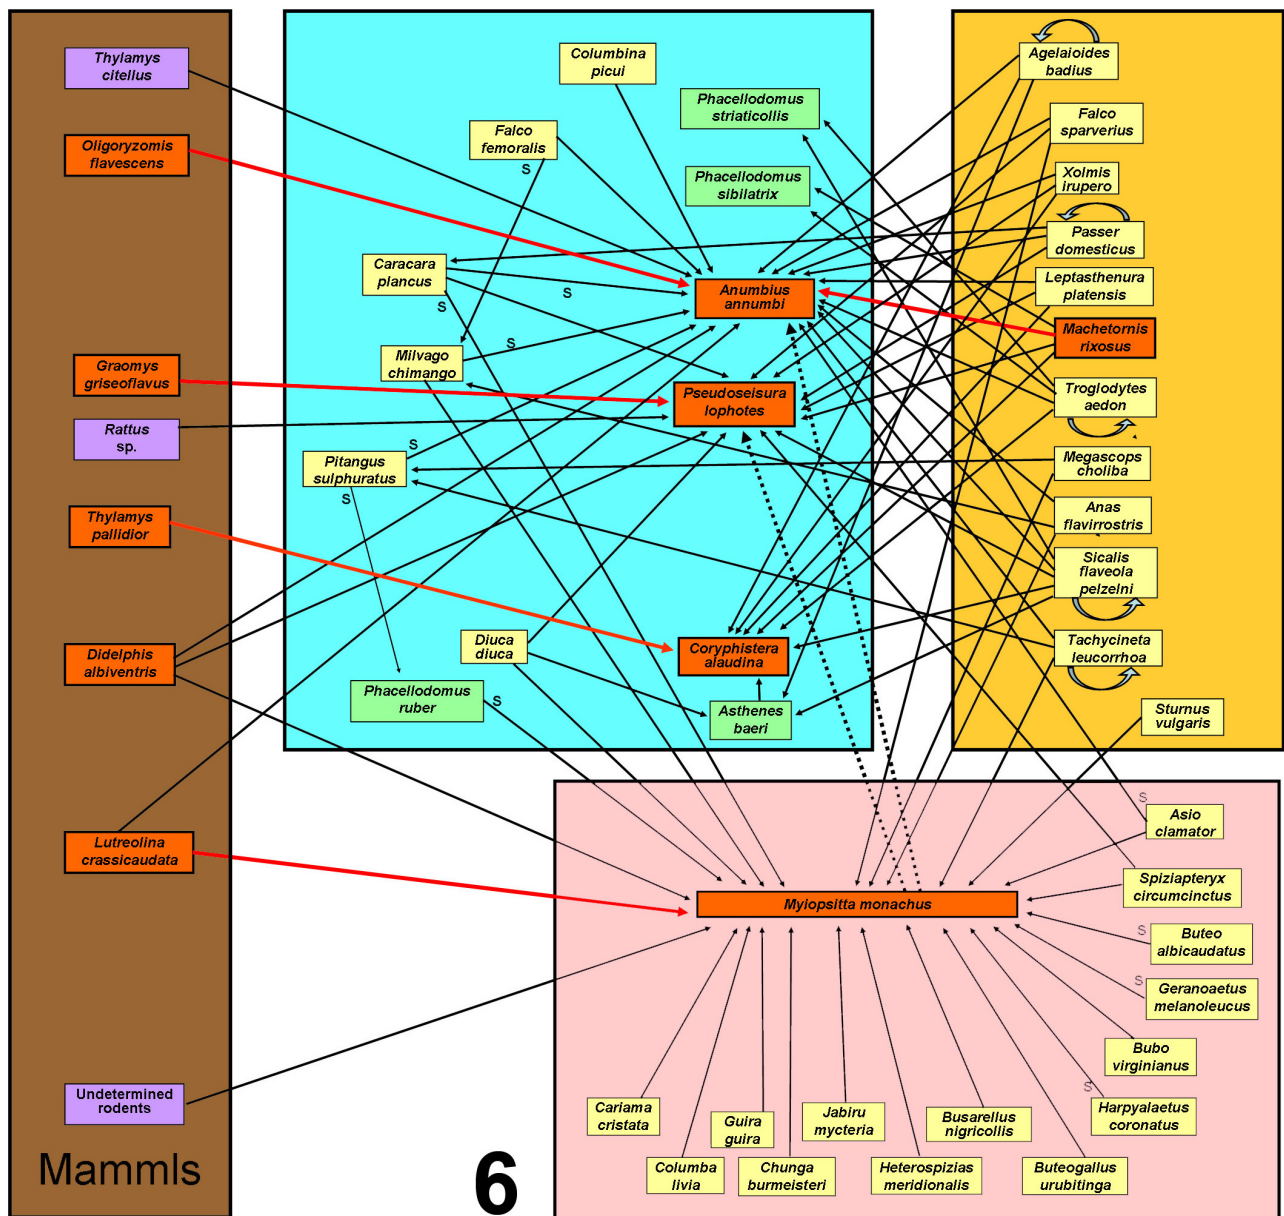 Thylamys
citellus
Oligoryzomis
flavescens
Graomys
griseoflavus
Rattus
sp.
Thylamys
pallidior
Didelphis
albiventris
Lutreolina
crassicaudata
Undetermined
rodents
Mammls
Columbina
picui
Phacellodomus
striaticollis
Falco
femoralis
S
Phacellodomus
sibilatrix
Caracara
plancus
S
S
Anumbius
annumbi
Milvago
chimango
S
Pseudoseisura
lophotes
S
Pitangus
sulphuratus
S
Diuca
diuca
Coryphistera
alaudina
Phacellodomus
ruber
S
Asthenes
baeri
Agelaioides
badius
Falco
sparverius
Xolmis
irupero
Passer
domesticus
Leptasthenura
platensis
Machetornis
rixosus
Troglodytes
aedon
Megascops
choliba
Anas
flavirrostris
Sicalis
flaveola
pelzelni
Tachycineta
leucorrhoa
Sturnus
vulgaris
S
Asio
clamator
Spiziapteryx
circumcinctus
Myiopsitta monachus
S
Buteo
albicaudatus
S
Geranoaetus
melanoleucus
Bubo
virginianus
S
Harpyalaetus
coronatus
Cariama
cristata
Guira
guira
Jabiru
mycteria
Busarellus
nigricollis
Columba
livia
Chunga
burmeisteri
Heterospizias
meridionalis
Buteogallus
urubitinga
6